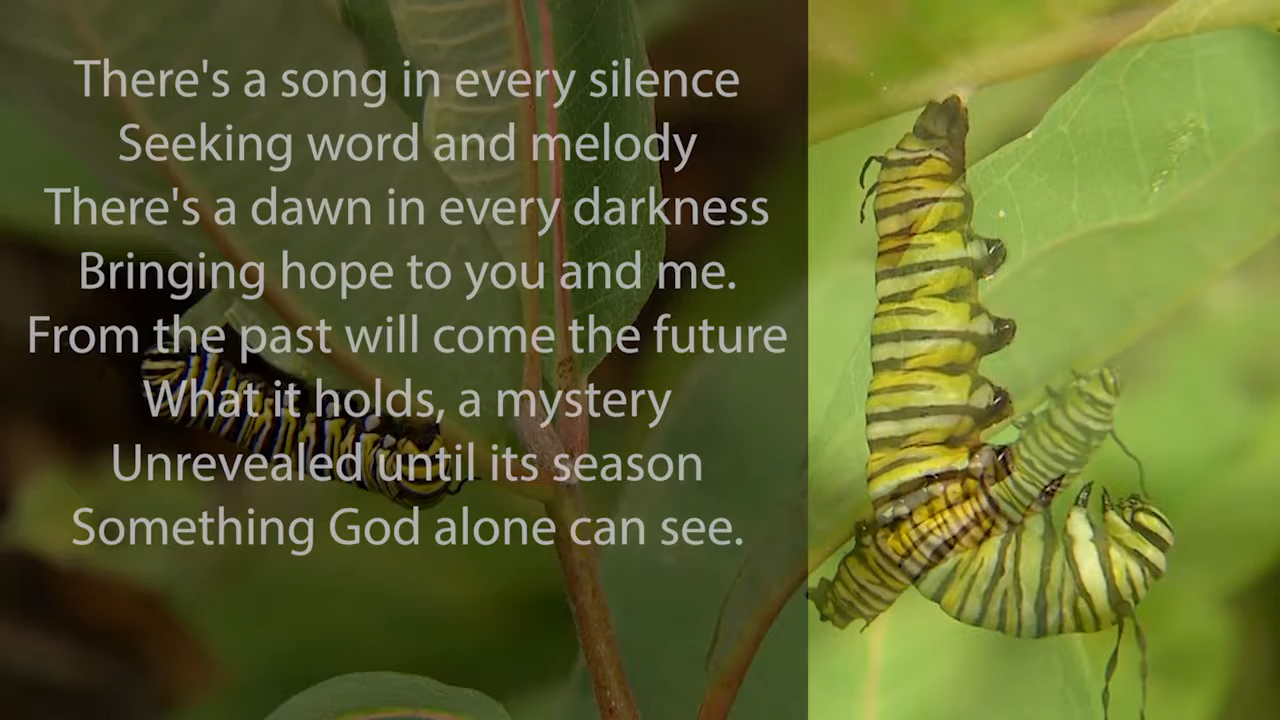 There's a song in every silence
Seeking word and melody
There's a dawn in every darkness
Bringing hope to you and me.
From the past will come the future
What it holds, a mystery
Unrevealed until its season
Something God alone can see.